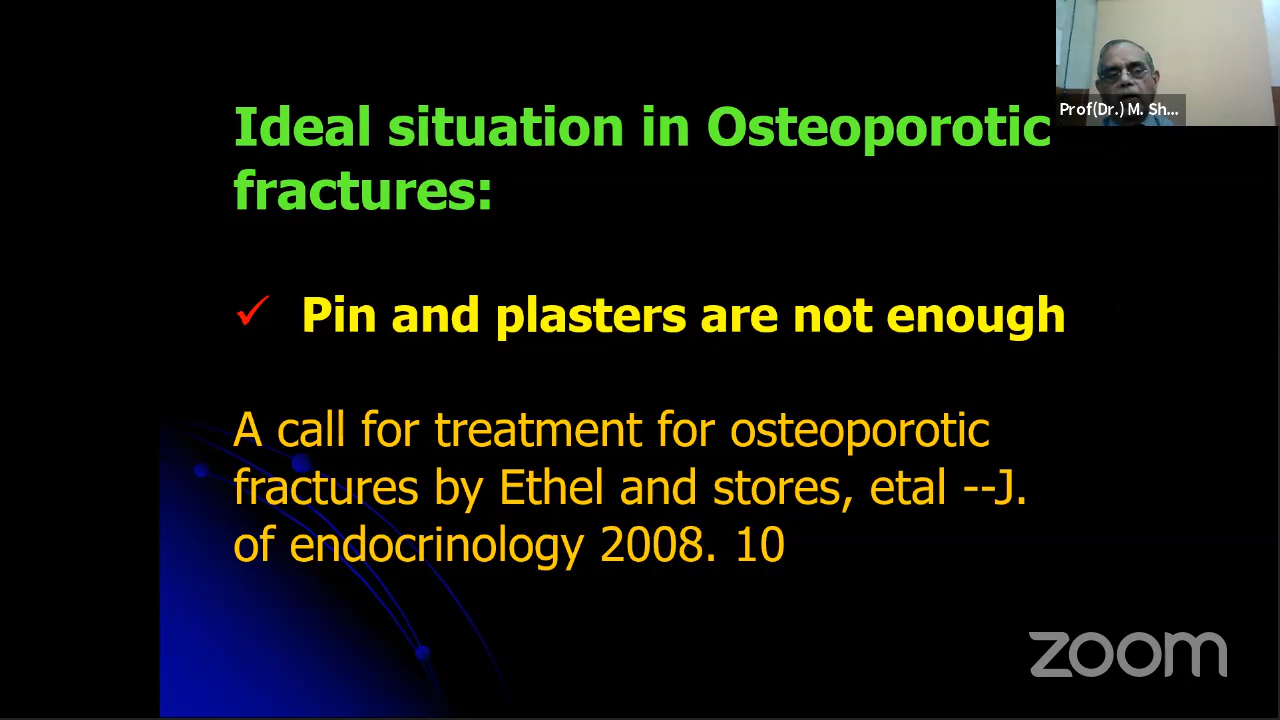 Prof(Dr.) M. Sh...
Ideal situation in Osteoporotic
fractures:
✓ Pin and plasters are not enough
A call for treatment for osteoporotic
fractures by Ethel and stores, etal --J.
of endocrinology 2008. 10
zoom